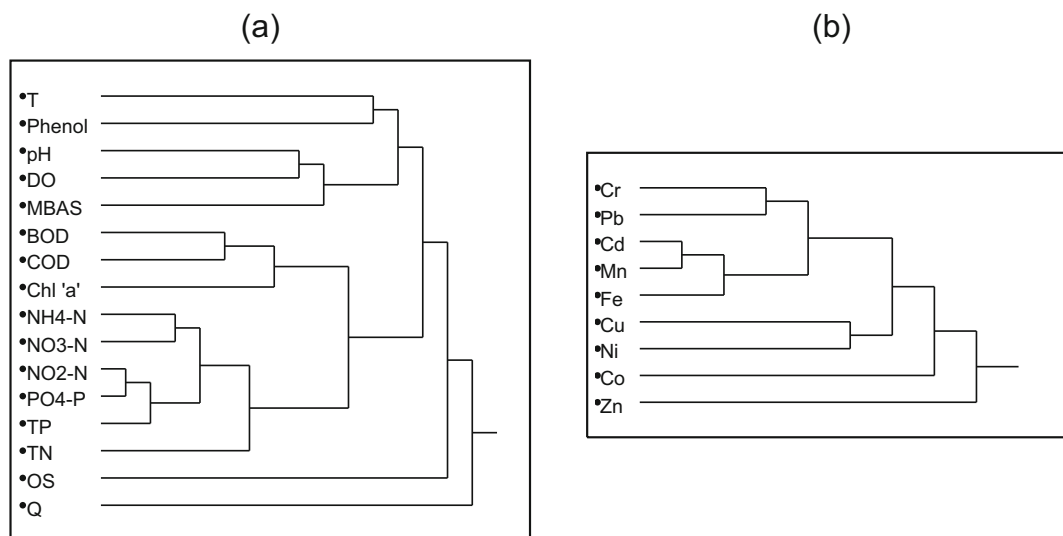 (a)
•T
•Phenol
•pH
•DO
•MBAS
•BOD
•COD
•Chl 'a'
•NH4-N
•NO3-N
•NO2-N
•PO4-P
•TP
•TN
•OS
•Q
(b)
•Cr
•Pb
•Cd
•Mn
•Fe
•Cu
•Ni
•Co
•Zn